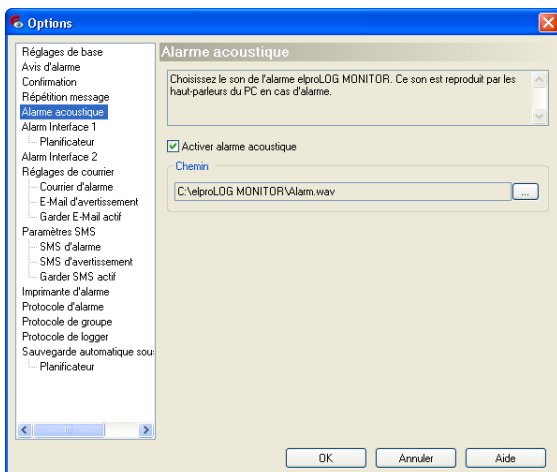 Options
Réglages de base
Avis d'alarme
Confirmation
Répétition message
Alarme acoustique
Alarm Interface 1
Planificateur
Alarm Interface 2
Réglages de courrier
Courrier d'alarme
E-Mail d'avertissement
Garder E-Mail actif
Paramètres SMS
SMS d'alarme
SMS d'avertissement
Garder SMS actif
Imprimante d'alarme
Protocole d'alarme
Protocole de groupe
Protocole de logger
Sauvegarde automatique sou
Planificateur
Alarme acoustique
Choisissez le son de l'alarme elproLOG MONITOR. Ce son est reproduit par les
haut-parleurs du PC en cas d'alarme.
Activer alarme acoustique
Chemin
C:\elproLOG MONITOR\Alarm.wav
...
OK
Annuler
Aide